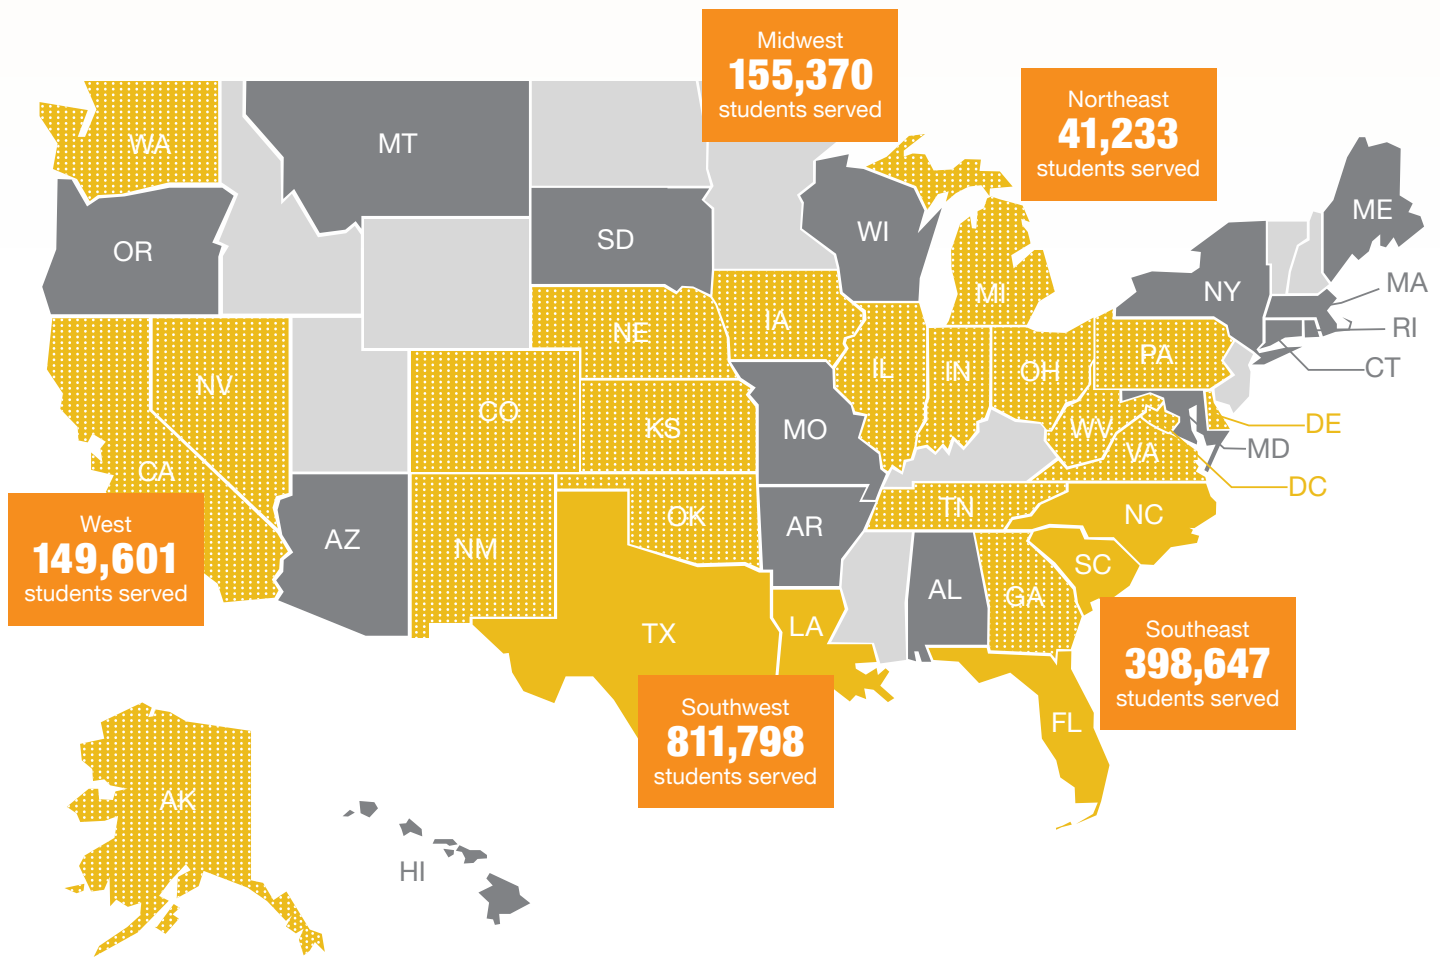 Midwest
155,370
students served
Northeast
41,233
students served
WA
MT
ME
OR
SD
WI
MI
NY
MA
RI
CT
NV
NE
IA
IL
IN
OH
PA
CO
KS
MO
WV
VA
DE
MD
DC
CA
West
149,601
students served
AZ
NM
OK
AR
TN
NC
SC
AL
GA
TX
LA
FL
Southeast
398,647
students served
Southwest
811,798
students served
AK
HI